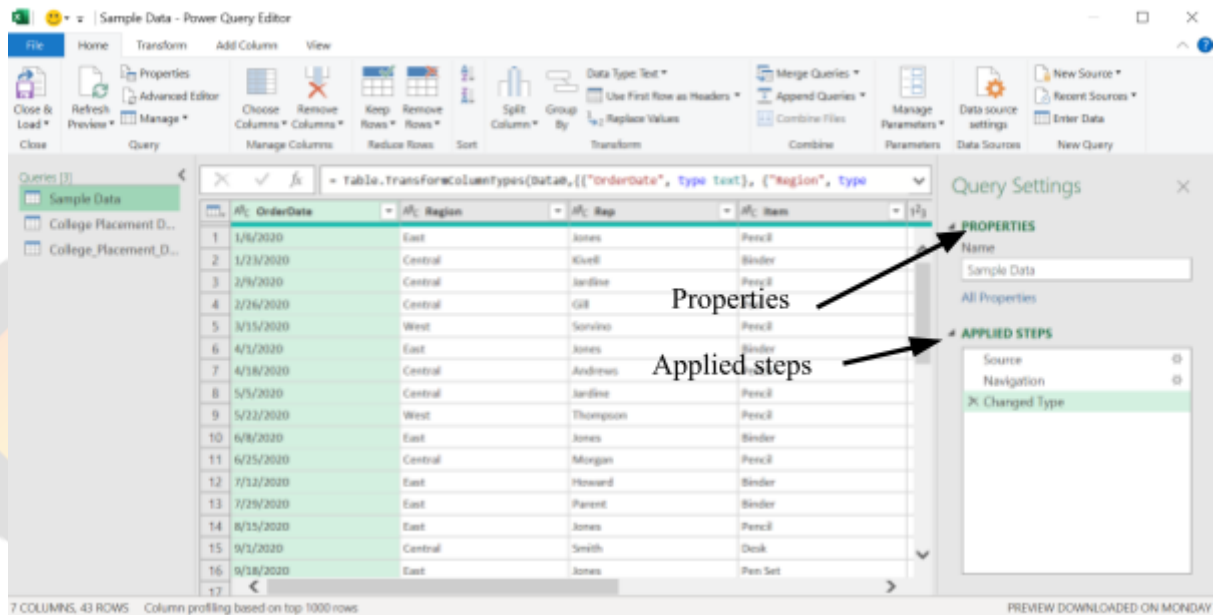 Sample Data - Power Query Editor
File Home Transform Add Column View
Close & Load
Refresh Preview
Properties
Advanced Editor
Manage
Choose Columns
Remove Columns
Keep Rows
Remove Rows
Split Column
Group By
Data Type: Text
Use First Row as Headers
Replace Values
Merge Queries
Append Queries
Combine Files
Manage Parameters
Data source settings
New Source
Recent Sources
Enter Data
Close Query Manage Columns Reduce Rows Sort Transform Combine Parameters Data Sources New Query
Queries [3]
Sample Data
College Placement D...
College_Placement_D...
fx = Table.TransformColumnTypes(Data0,{{"OrderDate", type text}, {"Region", type
OrderDate Region Rep Item
1 1/6/2020 East Jones Pencil
2 1/23/2020 Central Kivell Binder
3 2/9/2020 Central Jardine Pencil
4 2/26/2020 Central Gill
5 3/15/2020 West Sorvino Pencil
6 4/1/2020 East Jones Binder
7 4/18/2020 Central Andrews
8 5/5/2020 Central Jardine Pencil
9 5/22/2020 West Thompson Pencil
10 6/8/2020 East Jones Binder
11 6/25/2020 Central Morgan Pencil
12 7/12/2020 East Howard Binder
13 7/29/2020 East Parent Binder
14 8/15/2020 East Jones Pencil
15 9/1/2020 Central Smith Desk
16 9/18/2020 East Jones Pen Set
17
Properties
Applied steps
Query Settings
PROPERTIES
Name
Sample Data
All Properties
APPLIED STEPS
Source
Navigation
Changed Type
7 COLUMNS, 43 ROWS Column profiling based on top 1000 rows
PREVIEW DOWNLOADED ON MONDAY